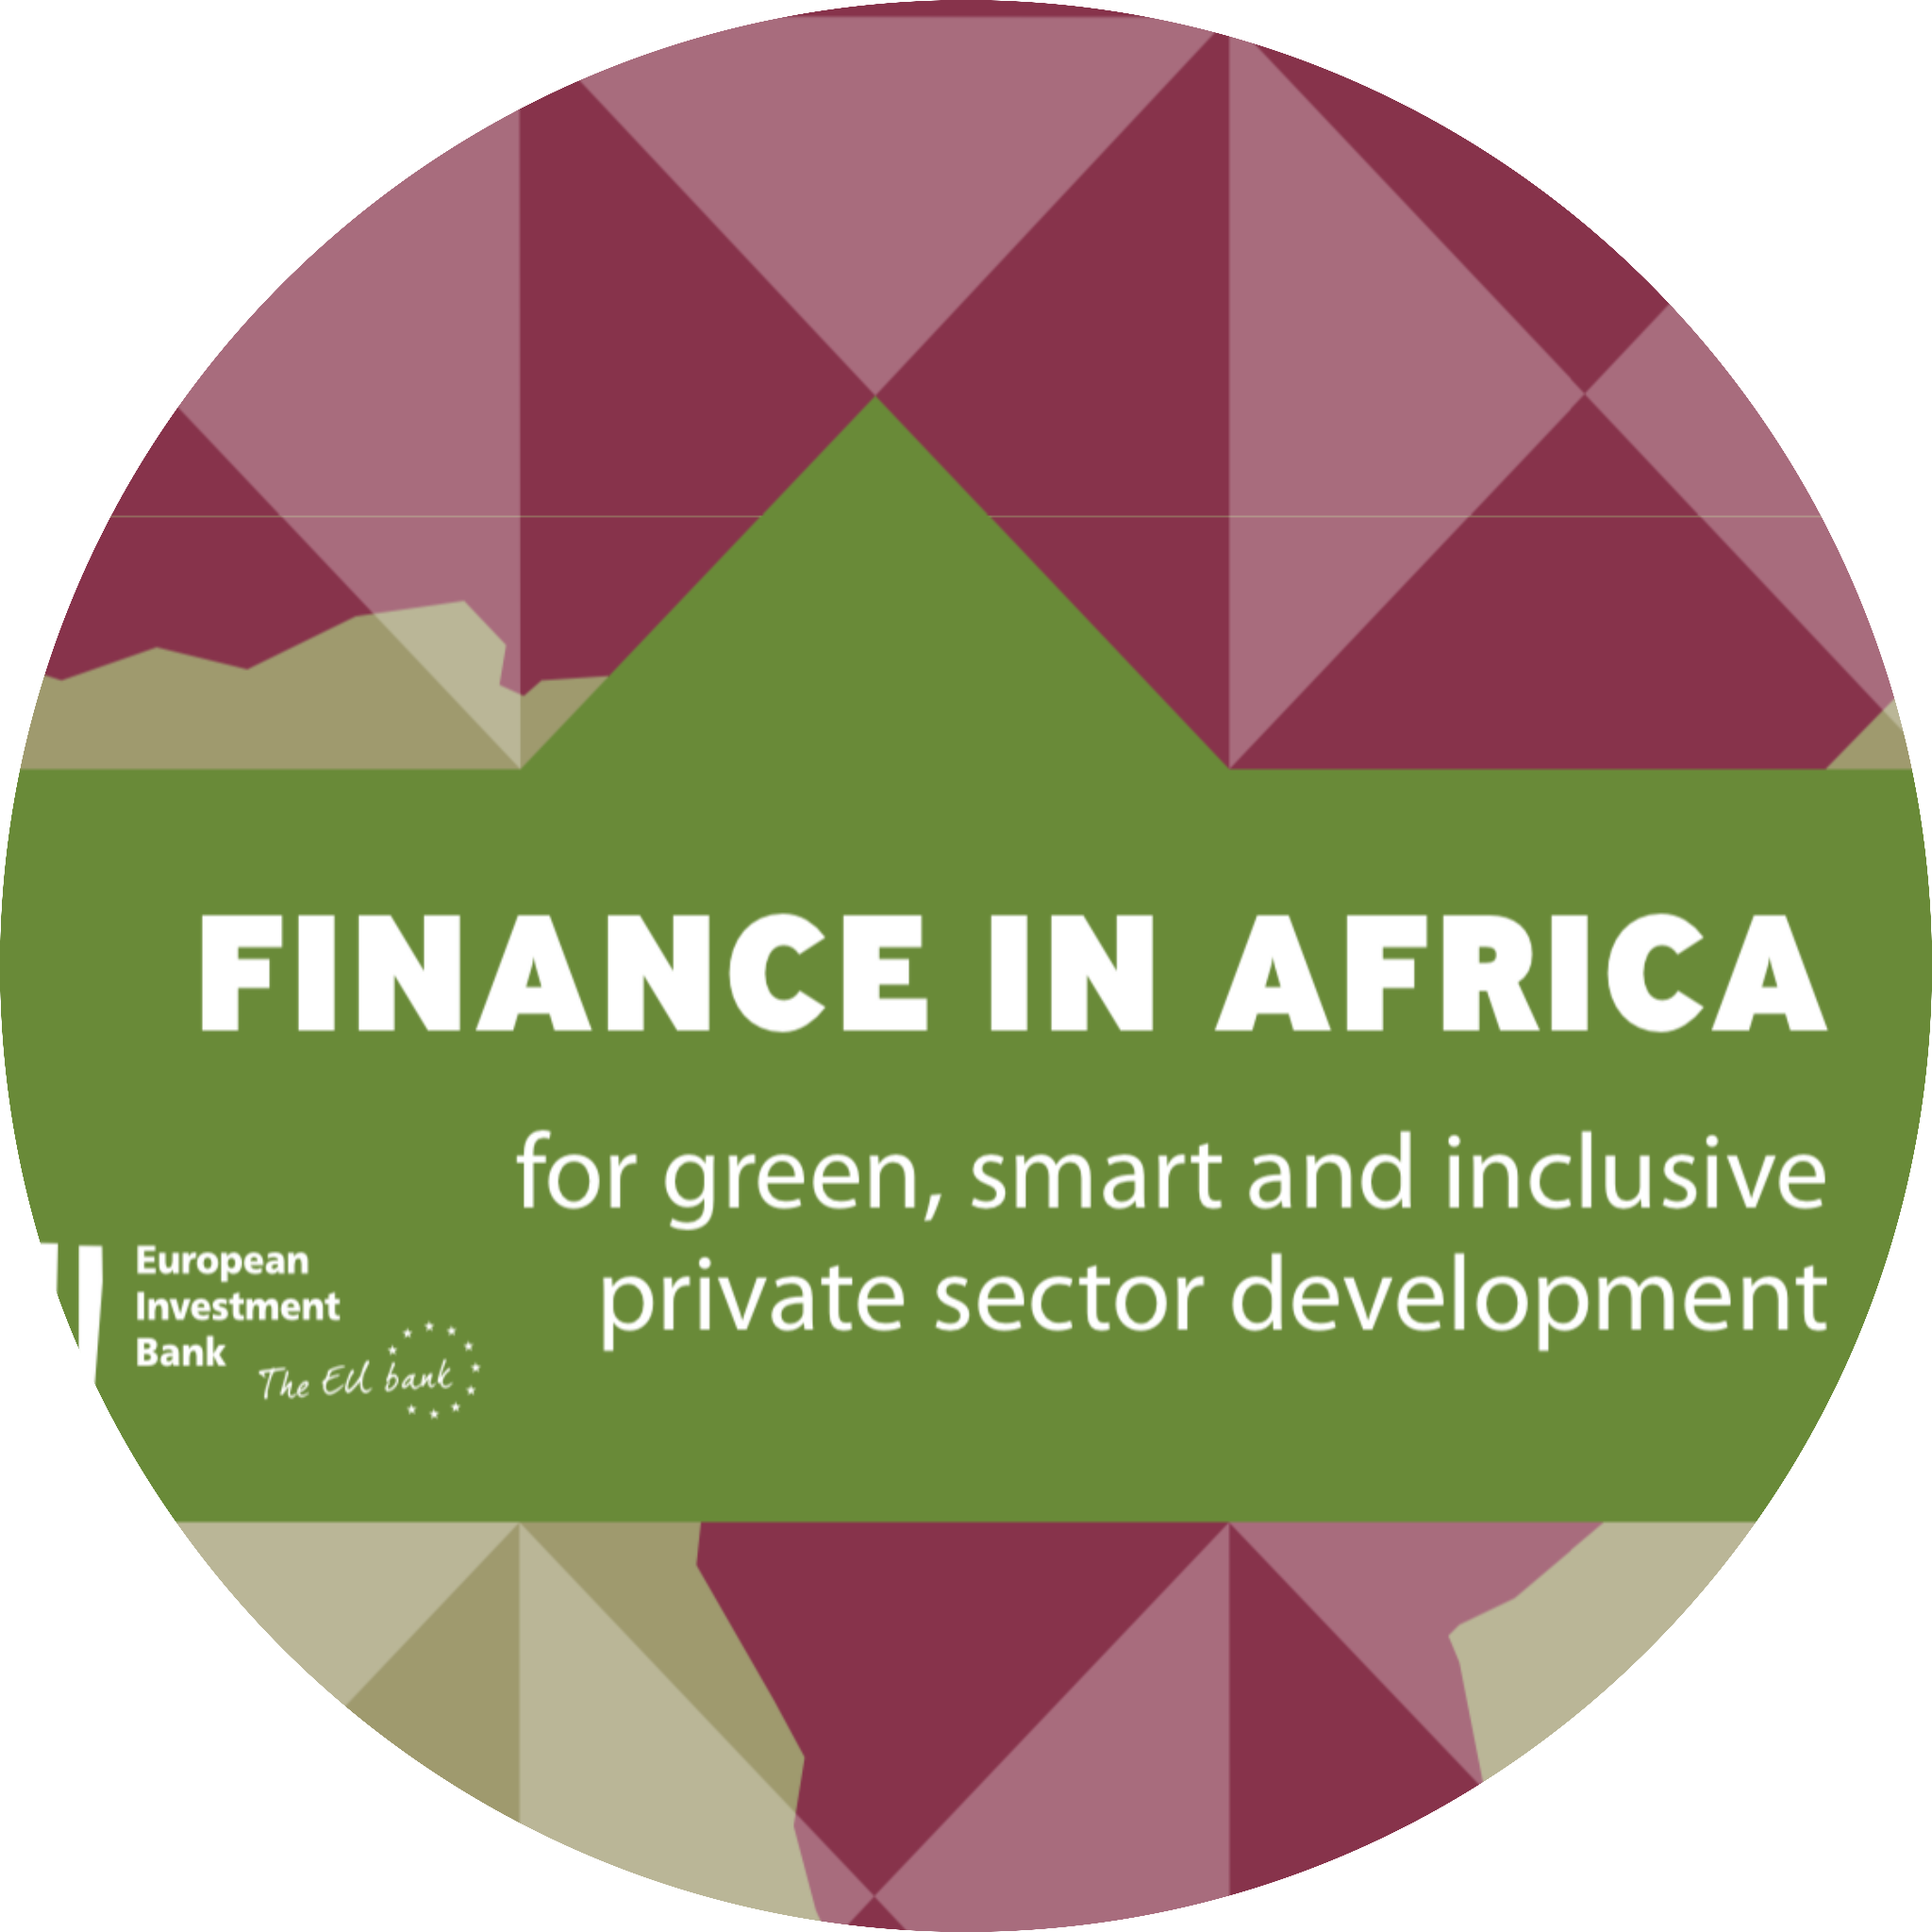 FINANCE IN AFRICA
for green, smart and inclusive
private sector development
European
Investment
Bank
The EU bank